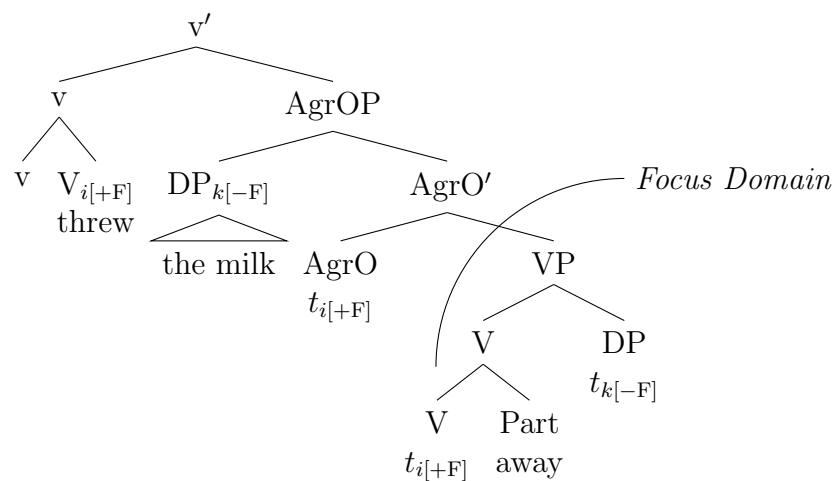 v′
v AgrOP
v V_{i[+F]} DP_{k[−F]} AgrO′ Focus Domain
threw
the milk AgrO VP
t_{i[+F]}
V DP
t_{k[−F]}
V Part
t_{i[+F]} away